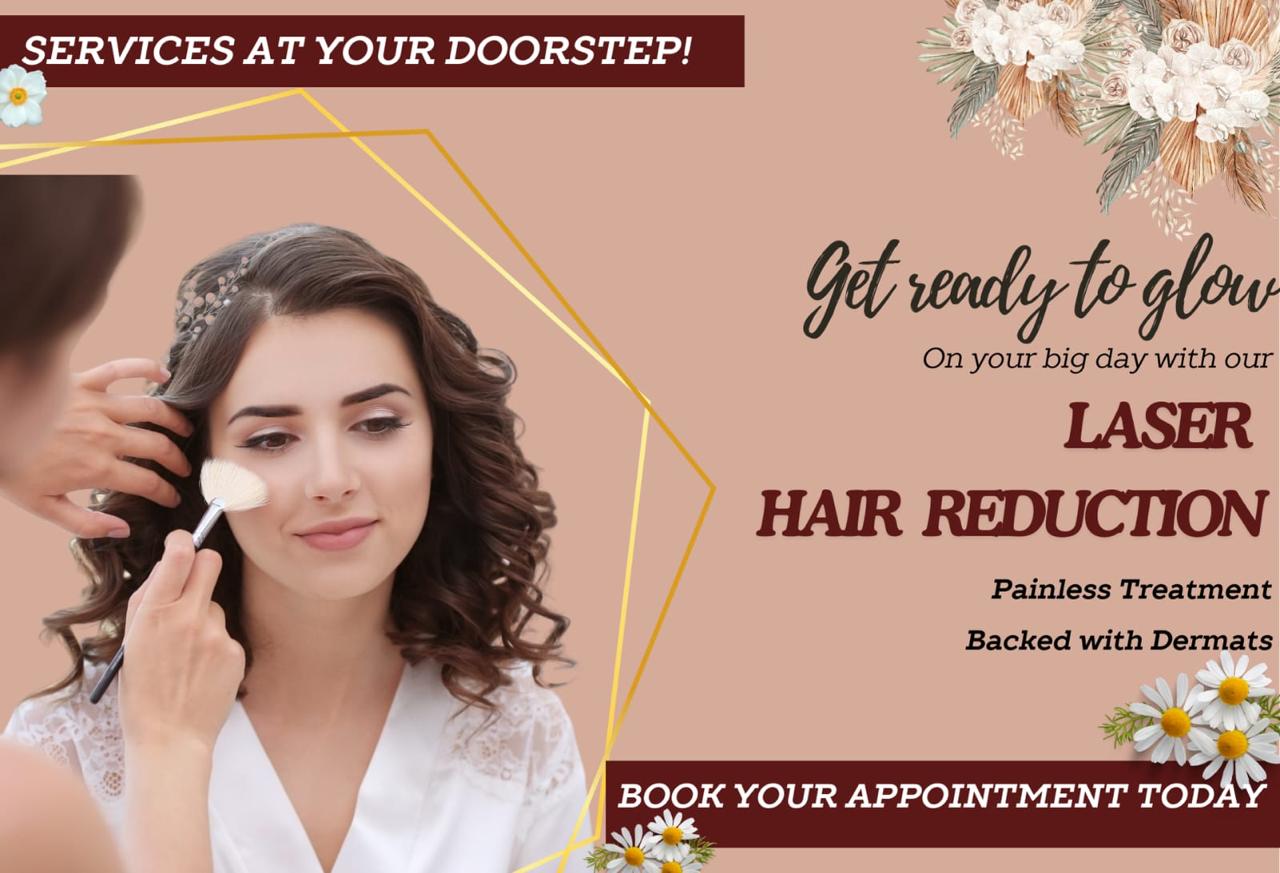 SERVICES AT YOUR DOORSTEP!
Get ready to glow
On your big day with our
LASER
HAIR REDUCTION
Painless Treatment
Backed with Dermats
BOOK YOUR APPOINTMENT TODAY